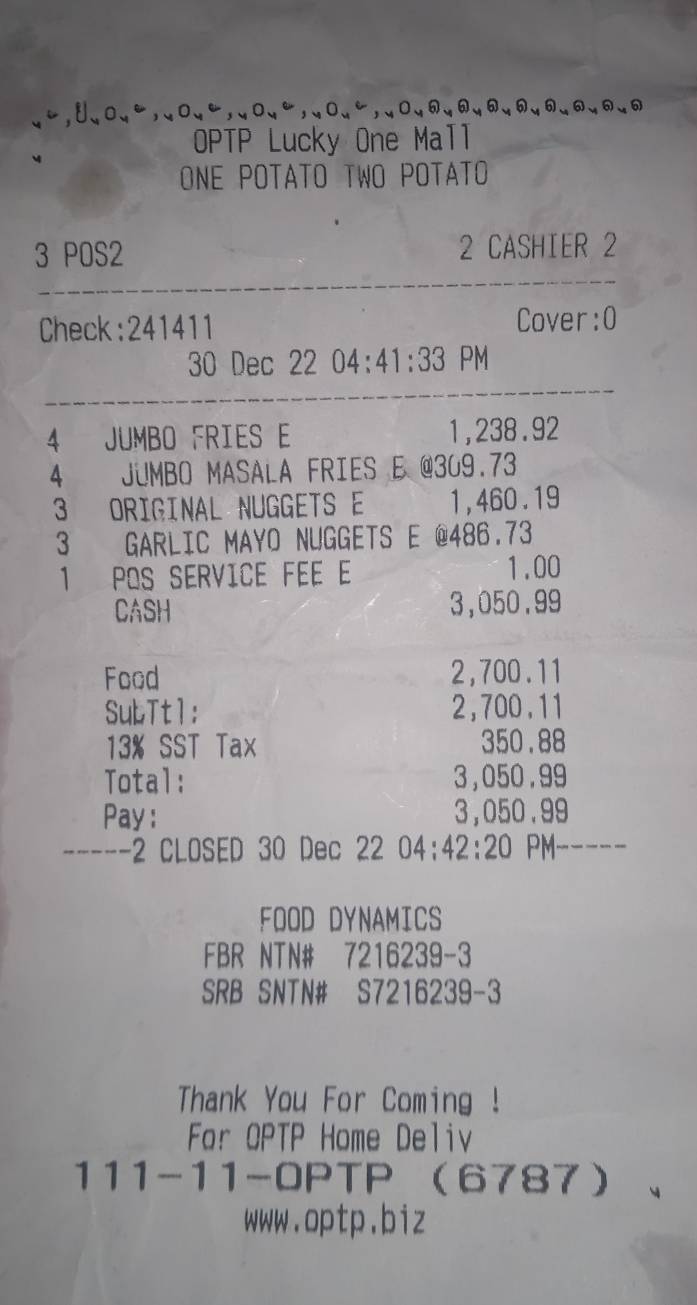 OPTP Lucky One Mall
ONE POTATO TWO POTATO
3 POS2 2 CASHIER 2
Check:241411 Cover:0
30 Dec 22 04:41:33 PM
4 JUMBO FRIES E 1,238.92
4 JUMBO MASALA FRIES E @309.73
3 ORIGINAL NUGGETS E 1,460.19
3 GARLIC MAYO NUGGETS E @486.73
1 POS SERVICE FEE E 1.00
CASH 3,050.99
Food 2,700.11
SubTtl: 2,700.11
13% SST Tax 350.88
Total: 3,050.99
Pay: 3,050.99
-----2 CLOSED 30 Dec 22 04:42:20 PM-----
FOOD DYNAMICS
FBR NTN# 7216239-3
SRB SNTN# S7216239-3
Thank You For Coming !
For OPTP Home Deliv
111-11-OPTP (6787)
www.optp.biz